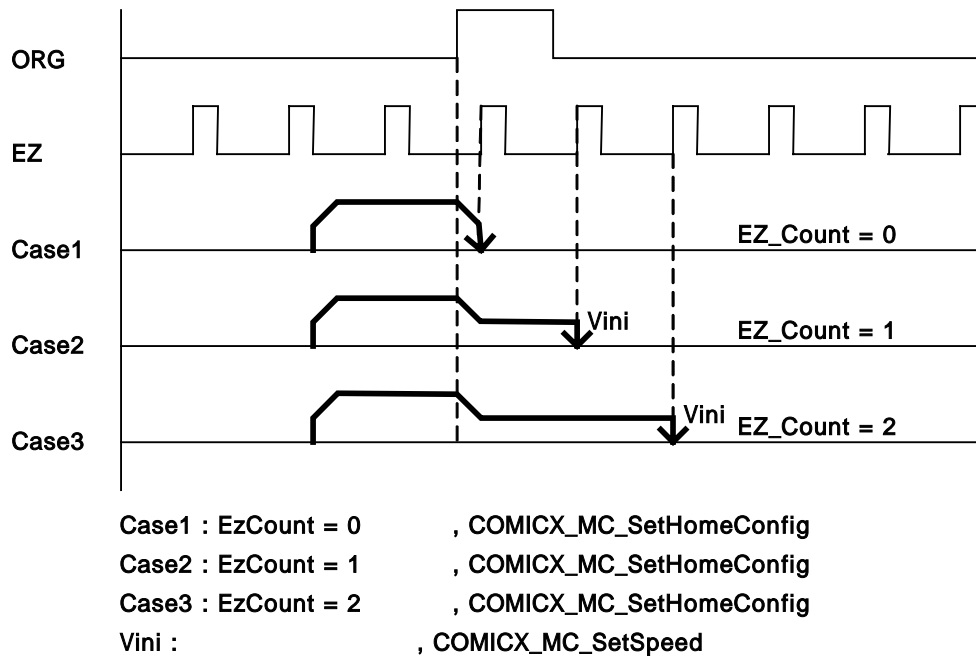 ORG
EZ
Case1
EZ_Count = 0
Vini
Case2
EZ_Count = 1
Vini
Case3
EZ_Count = 2
Case1 : EzCount = 0 , COMICX_MC_SetHomeConfig
Case2 : EzCount = 1 , COMICX_MC_SetHomeConfig
Case3 : EzCount = 2 , COMICX_MC_SetHomeConfig
Vini : , COMICX_MC_SetSpeed